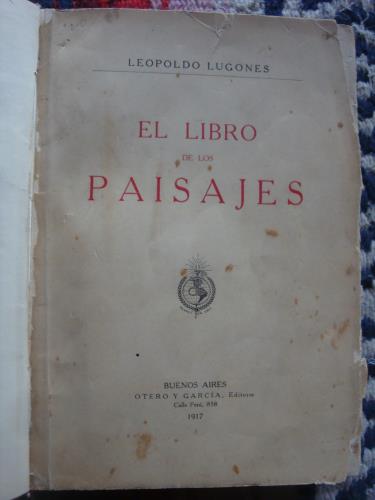 LEOPOLDO LUGONES
EL LIBRO
DE LOS
PAISAJES
BUENOS AIRES
OTERO Y GARCÍA, Editores
Calle Perú, 858
1917